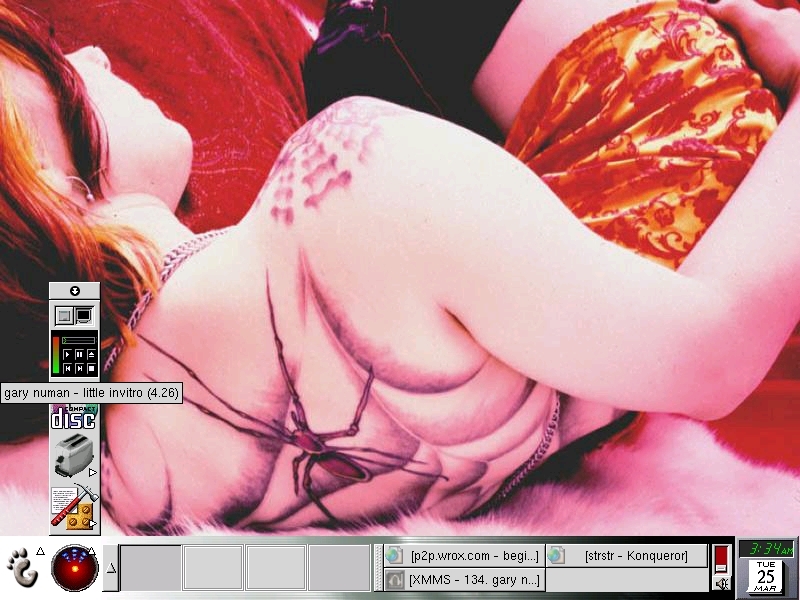 gary numan - little invitro (4.26)
COMPACT
disc
[p2p.wrox.com - begi...]
[strstr - Konqueror]
[XMMS - 134. gary n...]
3:34 AM
TUE
25
MAR